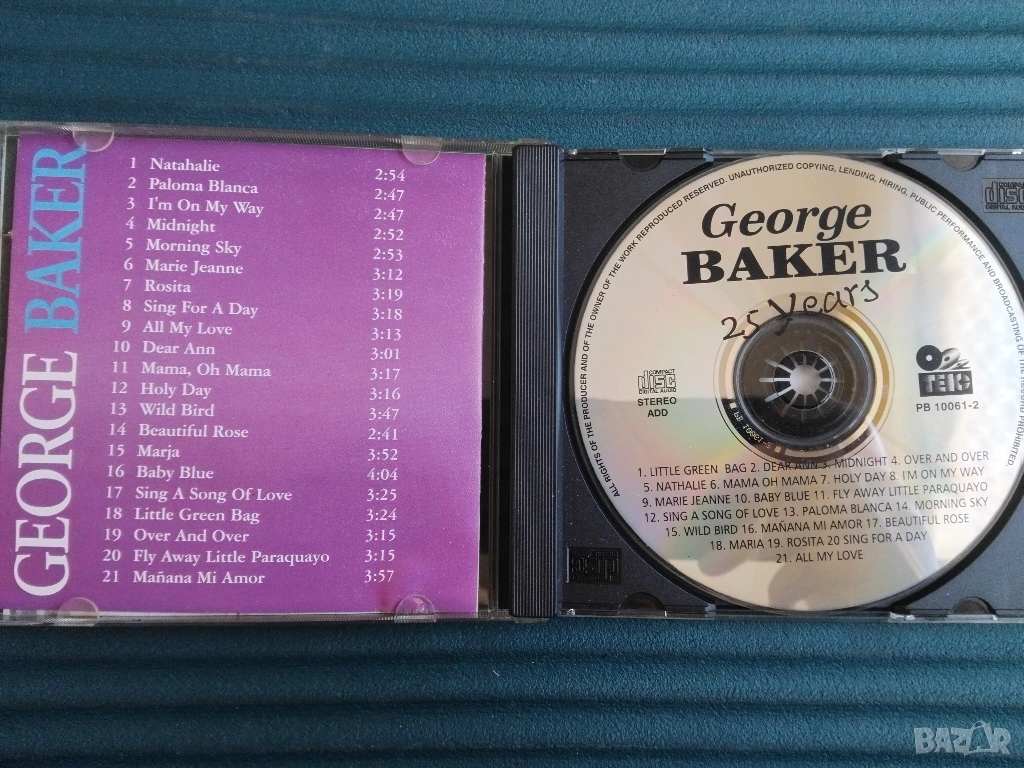 GEORGE BAKER
1 Natahalie 2:54
2 Paloma Blanca 2:47
3 I'm On My Way 2:47
4 Midnight 2:52
5 Morning Sky 2:53
6 Marie Jeanne 3:12
7 Rosita 3:19
8 Sing For A Day 3:18
9 All My Love 3:13
10 Dear Ann 3:01
11 Mama, Oh Mama 3:17
12 Holy Day 3:16
13 Wild Bird 3:47
14 Beautiful Rose 2:41
15 Marja 3:52
16 Baby Blue 4:04
17 Sing A Song Of Love 3:25
18 Little Green Bag 3:24
19 Over And Over 3:15
20 Fly Away Little Paraquayo 3:15
21 Mañana Mi Amor 3:57
ALL RIGHTS OF THE PRODUCER AND OF THE OWNER OF THE WORK REPRODUCED RESERVED. UNAUTHORIZED COPYING, LENDING, HIRING, PUBLIC PERFORMANCE AND BROADCASTING OF THE RECORD PROHIBITED.
George
BAKER
25 Years
COMPACT
disc
DIGITAL AUDIO
STEREO
ADD
PB 10061-2
1. LITTLE GREEN BAG 2. DEAR ANN 3. MIDNIGHT 4. OVER AND OVER
5. NATHALIE 6. MAMA OH MAMA 7. HOLY DAY 8. I'M ON MY WAY
9. MARIE JEANNE 10. BABY BLUE 11. FLY AWAY LITTLE PARAQUAYO
12. SING A SONG OF LOVE 13. PALOMA BLANCA 14. MORNING SKY
15. WILD BIRD 16. MAÑANA MI AMOR 17. BEAUTIFUL ROSE
18. MARIA 19. ROSITA 20 SING FOR A DAY
21. ALL MY LOVE
disc
DIGITAL AUDIO
disc
BAZAR